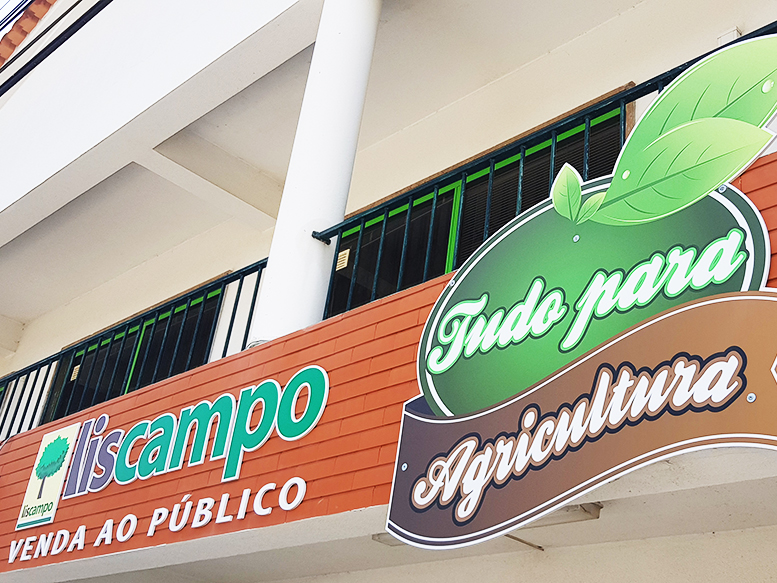 liscampo
liscampo
VENDA AO PÚBLICO
Tudo para
Agricultura